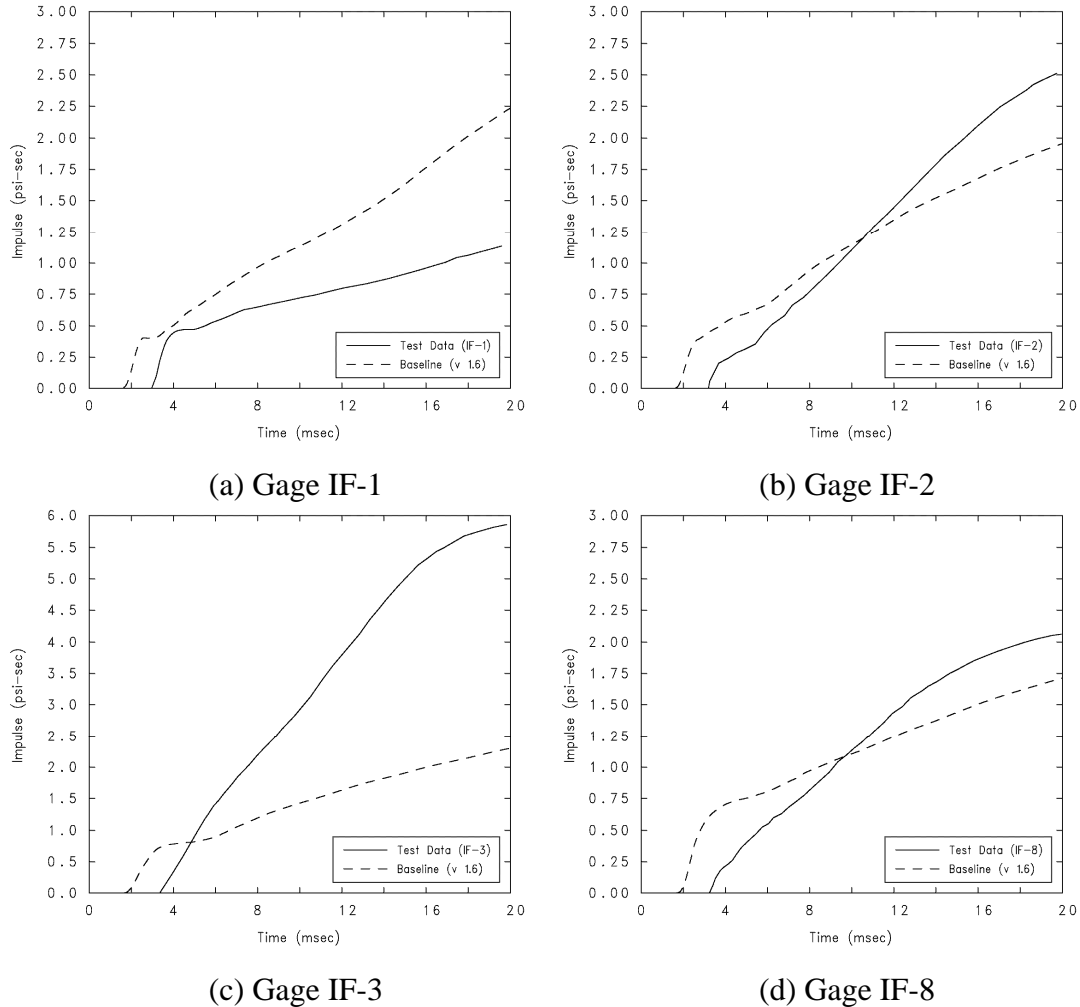 3.00
2.75
2.50
2.25
2.00
1.75
1.50
1.25
1.00
0.75
0.50
0.25
0.00
Impulse (psi-sec)
0 4 8 12 16 20
Time (msec)
Test Data (IF-1)
Baseline (v 1.6)
(a) Gage IF-1
3.00
2.75
2.50
2.25
2.00
1.75
1.50
1.25
1.00
0.75
0.50
0.25
0.00
Impulse (psi-sec)
0 4 8 12 16 20
Time (msec)
Test Data (IF-2)
Baseline (v 1.6)
(b) Gage IF-2
6.0
5.5
5.0
4.5
4.0
3.5
3.0
2.5
2.0
1.5
1.0
0.5
0.0
Impulse (psi-sec)
0 4 8 12 16 20
Time (msec)
Test Data (IF-3)
Baseline (v 1.6)
(c) Gage IF-3
3.00
2.75
2.50
2.25
2.00
1.75
1.50
1.25
1.00
0.75
0.50
0.25
0.00
Impulse (psi-sec)
0 4 8 12 16 20
Time (msec)
Test Data (IF-8)
Baseline (v 1.6)
(d) Gage IF-8